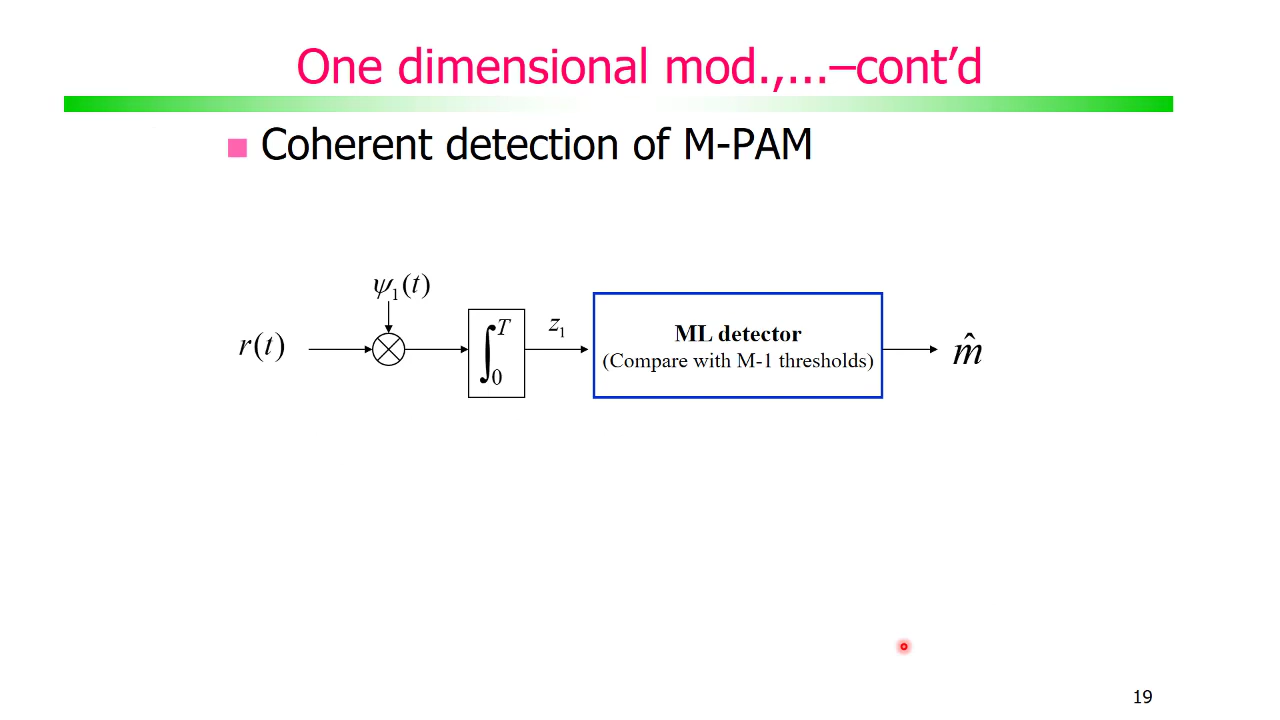 One dimensional mod.,...–cont’d
Coherent detection of M-PAM
ψ₁(t)
r(t)
∫₀ᵀ
z₁
ML detector
(Compare with M-1 thresholds)
m̂
19